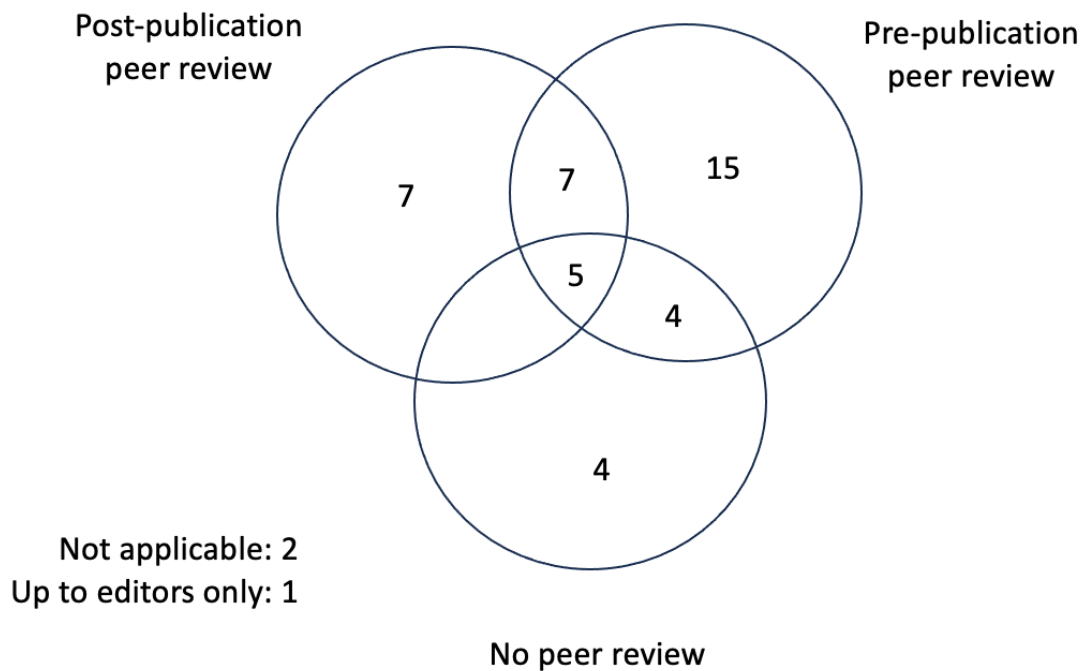 Post-publication
peer review
Pre-publication
peer review
7
7
15
5
4
4
Not applicable: 2
Up to editors only: 1
No peer review